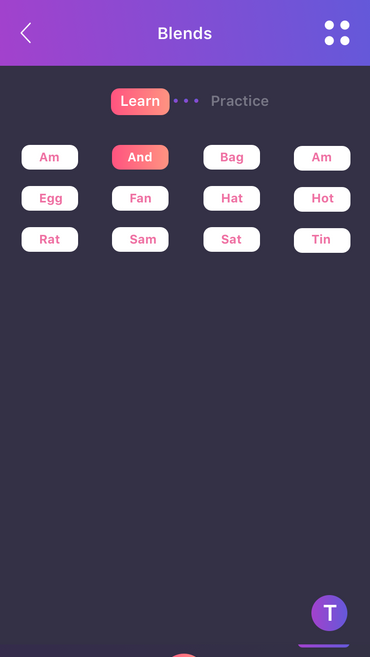 Blends
Learn Practice
Am And Bag Am
Egg Fan Hat Hot
Rat Sam Sat Tin
T